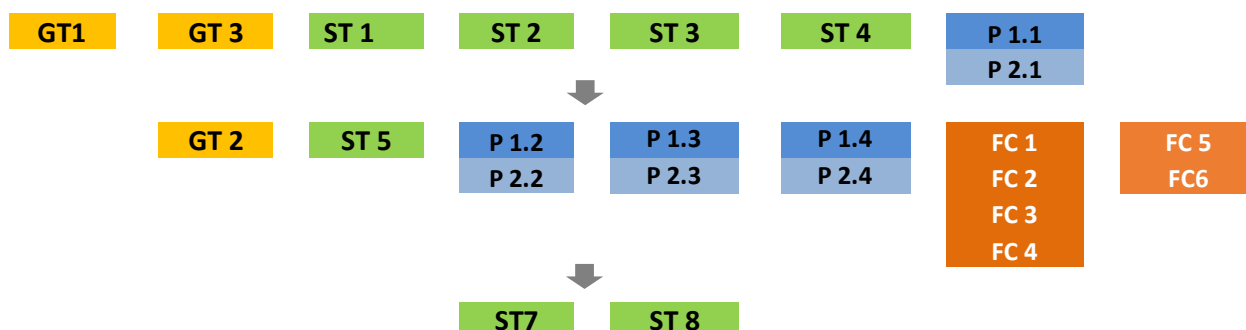 GT1 GT 3 ST 1 ST 2 ST 3 ST 4 P 1.1
P 2.1
GT 2 ST 5 P 1.2 P 1.3 P 1.4 FC 1 FC 5
P 2.2 P 2.3 P 2.4 FC 2 FC6
FC 3
FC 4
ST7 ST 8